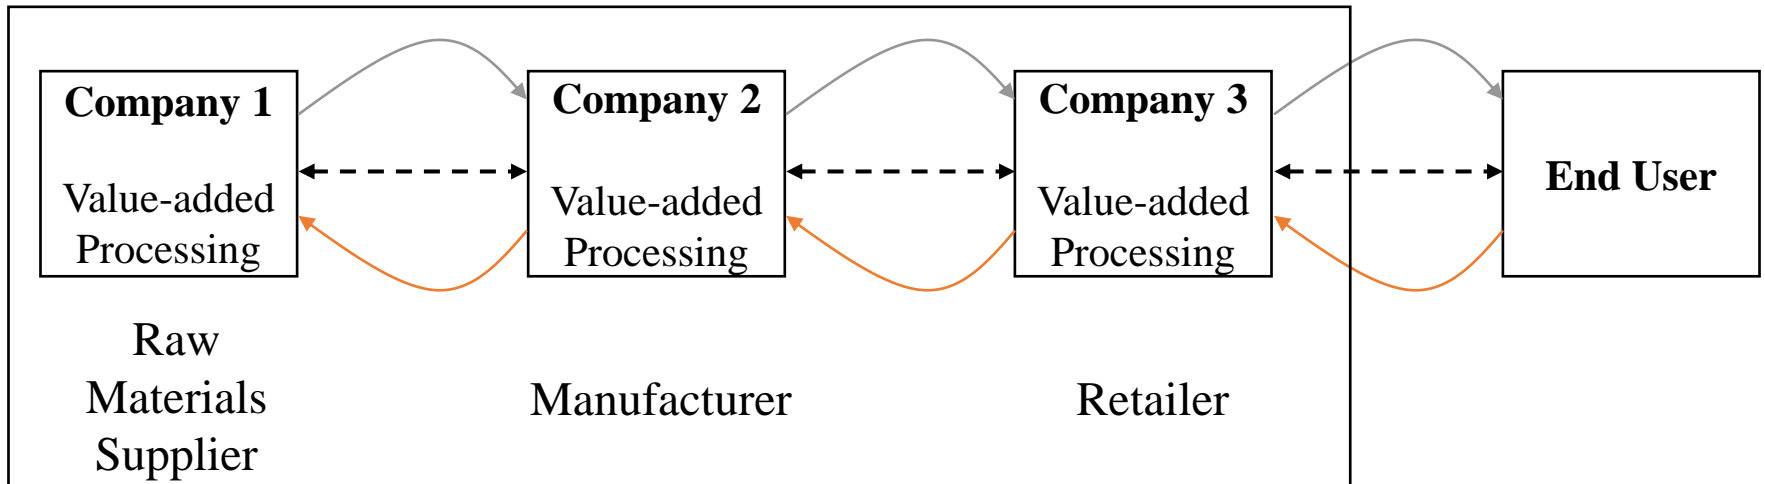 Company 1
Value-added
Processing
Raw
Materials
Supplier
Company 2
Value-added
Processing
Manufacturer
Company 3
Value-added
Processing
Retailer
End User